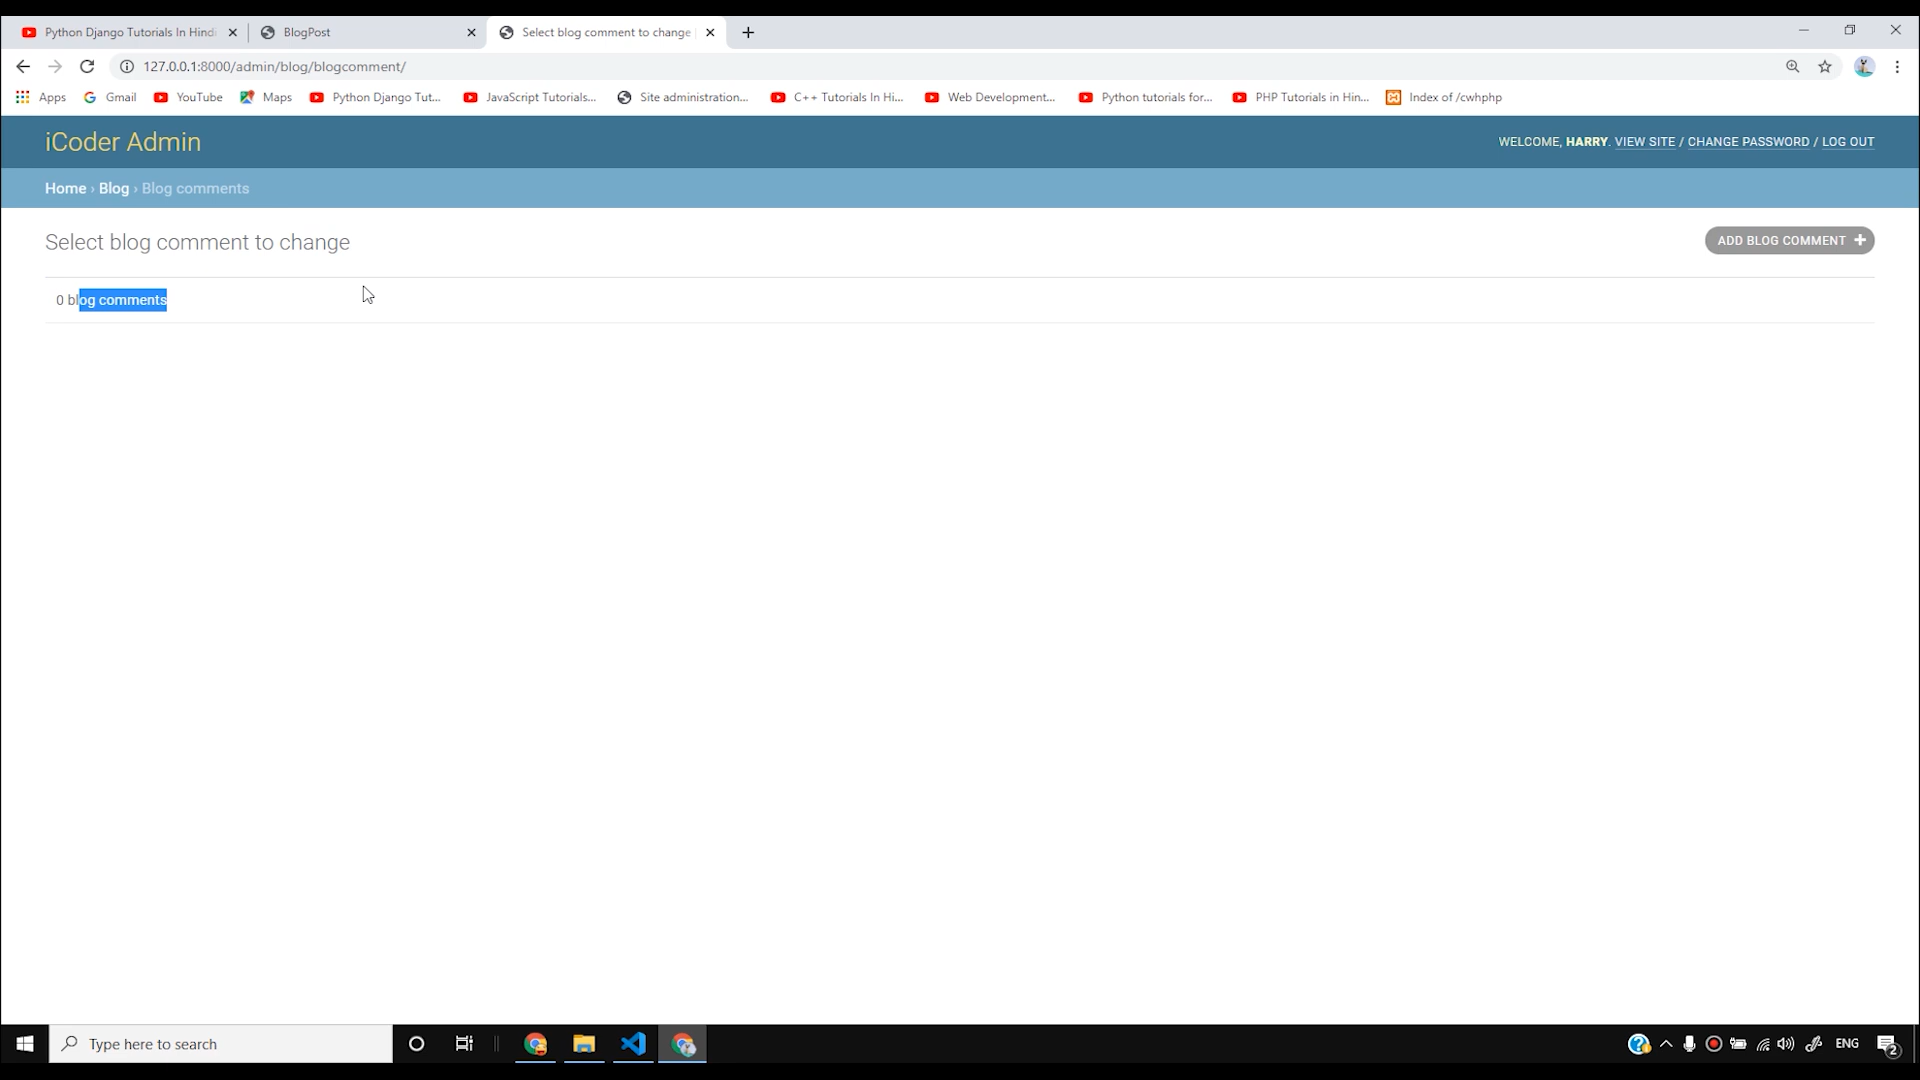 Python Django Tutorials In Hindi
BlogPost
Select blog comment to change
127.0.0.1:8000/admin/blog/blogcomment/
Apps
Gmail
YouTube
Maps
Python Django Tut...
JavaScript Tutorials...
Site administration...
C++ Tutorials In Hi...
Web Development...
Python tutorials for...
PHP Tutorials in Hin...
Index of /cwhphp
iCoder Admin
WELCOME, HARRY. VIEW SITE / CHANGE PASSWORD / LOG OUT
Home › Blog › Blog comments
Select blog comment to change
ADD BLOG COMMENT +
0 blog comments
Type here to search
ENG
2